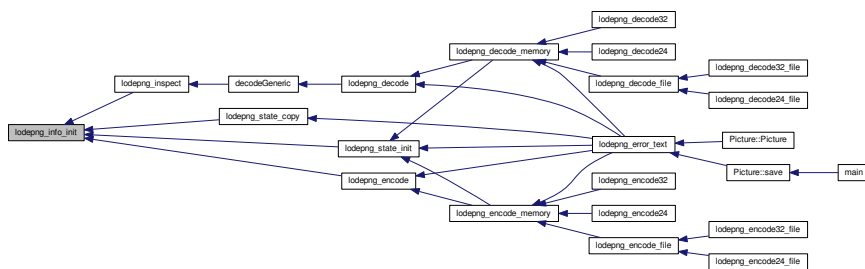 lodepng_info_init
lodepng_inspect
lodepng_state_copy
decodeGeneric
lodepng_decode
lodepng_state_init
lodepng_encode
lodepng_decode_memory
lodepng_encode_memory
lodepng_decode32
lodepng_decode24
lodepng_decode_file
lodepng_error_text
lodepng_encode32
lodepng_encode24
lodepng_encode_file
lodepng_decode32_file
lodepng_decode24_file
Picture::Picture
Picture::save
lodepng_encode32_file
lodepng_encode24_file
main